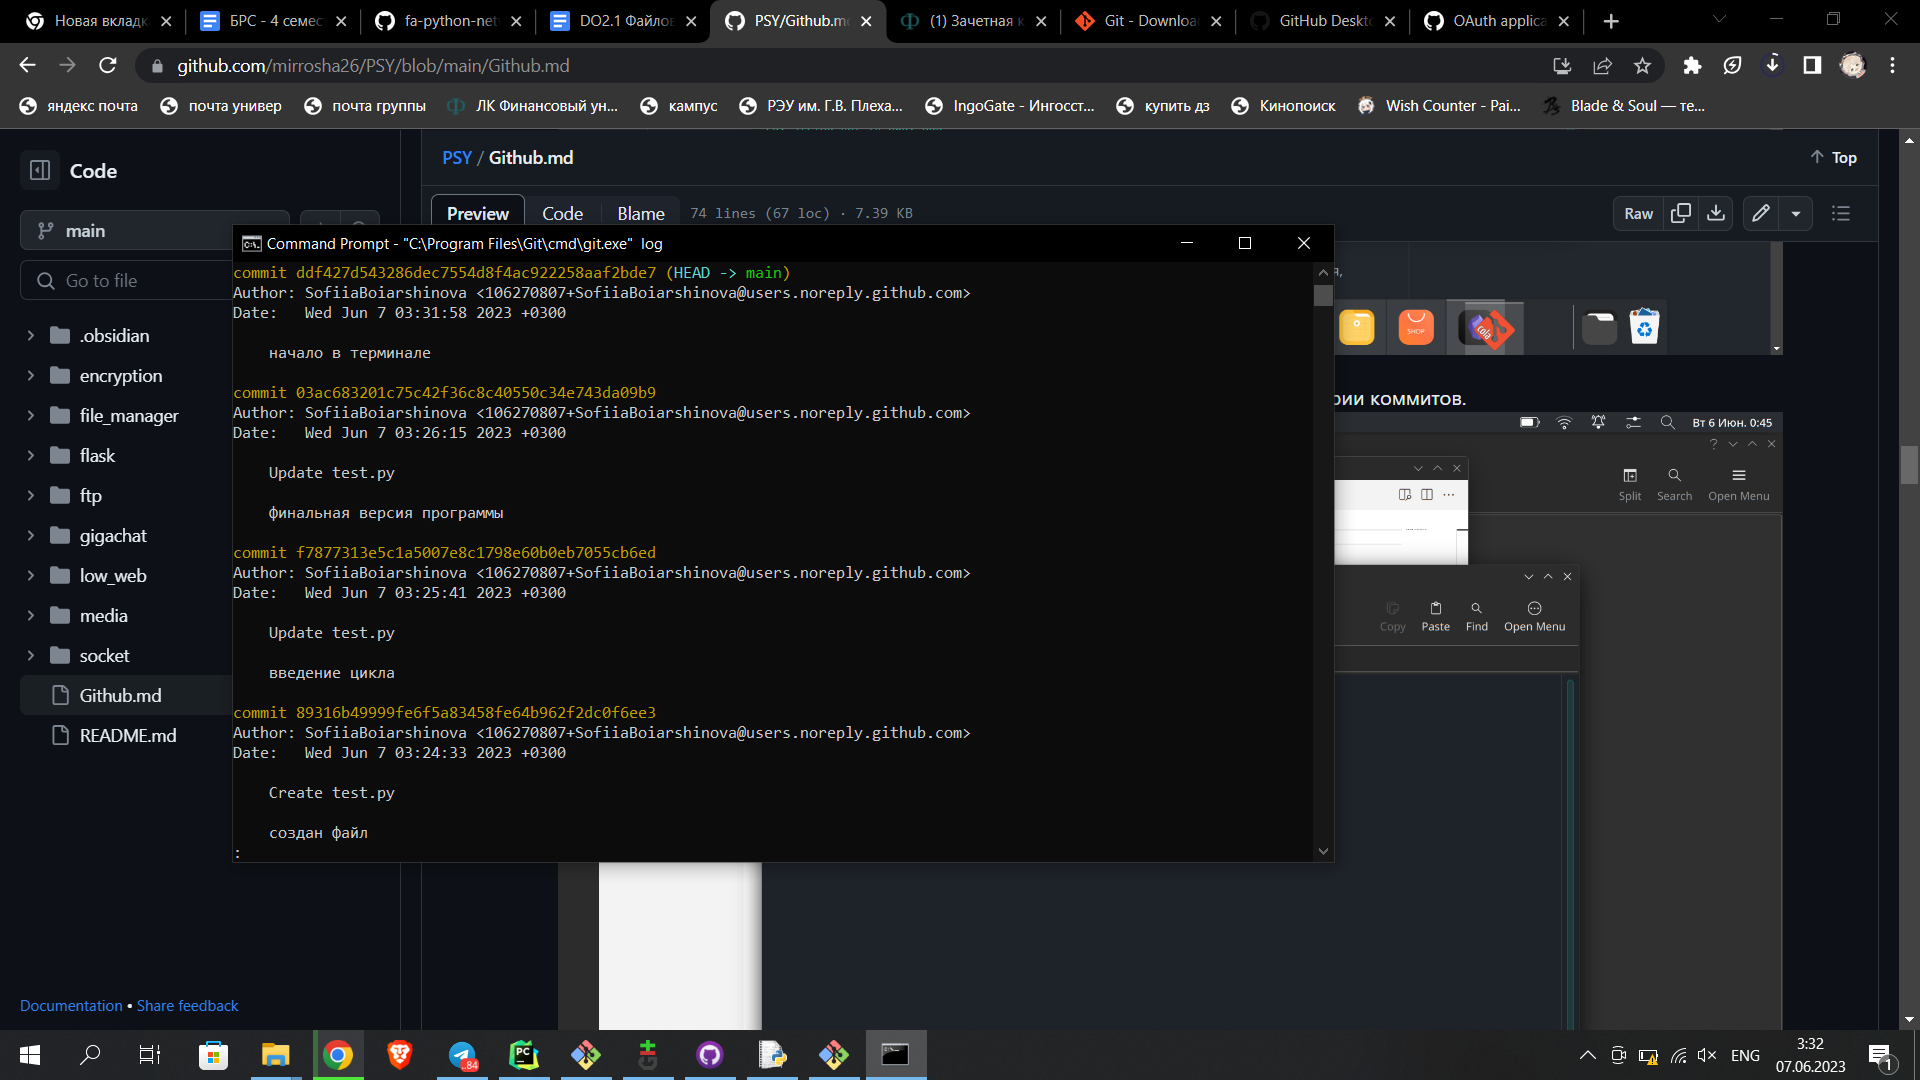 Новая вкладк
БРС - 4 семес
fa-python-net
DO2.1 Файлов
PSY/Github.m
(1) Зачетная к
Git - Downloa
GitHub Deskt
OAuth applica
github.com/mirrosha26/PSY/blob/main/Github.md
яндекс почта
почта универ
почта группы
ЛК Финансовый ун...
кампус
РЭУ им. Г.В. Плеха...
IngoGate - Ингосст...
купить дз
Кинопоиск
Wish Counter - Pai...
Blade & Soul — те...
Code
PSY / Github.md
Top
main
Preview
Code
Blame
74 lines (67 loc) · 7.39 KB
Raw
Go to file
.obsidian
encryption
file_manager
flask
ftp
gigachat
low_web
media
socket
Github.md
README.md
Documentation • Share feedback
Command Prompt - "C:\Program Files\Git\cmd\git.exe" log
commit ddf427d543286dec7554d8f4ac922258aaf2bde7 (HEAD -> main)
Author: SofiiaBoiarshinova <106270807+SofiiaBoiarshinova@users.noreply.github.com>
Date:   Wed Jun 7 03:31:58 2023 +0300
начало в терминале
commit 03ac683201c75c42f36c8c40550c34e743da09b9
Author: SofiiaBoiarshinova <106270807+SofiiaBoiarshinova@users.noreply.github.com>
Date:   Wed Jun 7 03:26:15 2023 +0300
Update test.py
финальная версия программы
commit f7877313e5c1a5007e8c1798e60b0eb7055cb6ed
Author: SofiiaBoiarshinova <106270807+SofiiaBoiarshinova@users.noreply.github.com>
Date:   Wed Jun 7 03:25:41 2023 +0300
Update test.py
введение цикла
commit 89316b49999fe6f5a83458fe64b962f2dc0f6ee3
Author: SofiiaBoiarshinova <106270807+SofiiaBoiarshinova@users.noreply.github.com>
Date:   Wed Jun 7 03:24:33 2023 +0300
Create test.py
создан файл
:
я,
SHOP
cola
рии коммитов.
Вт 6 Июн. 0:45
Split
Search
Open Menu
Copy
Paste
Find
Open Menu
84
PC
ENG
3:32
07.06.2023
1